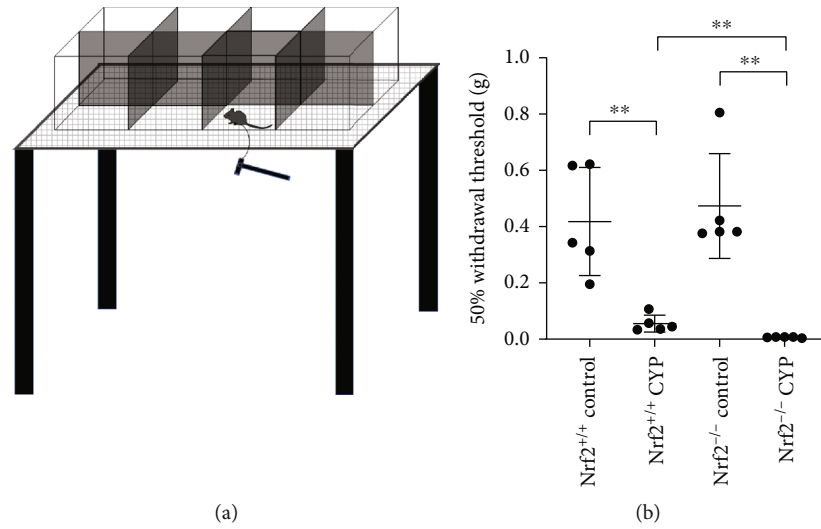 **
**
**
50% withdrawal threshold (g)
1.0
0.8
0.6
0.4
0.2
0.0
Nrf2+/+ control
Nrf2+/+ CYP
Nrf2−/− control
Nrf2−/− CYP
(a)
(b)